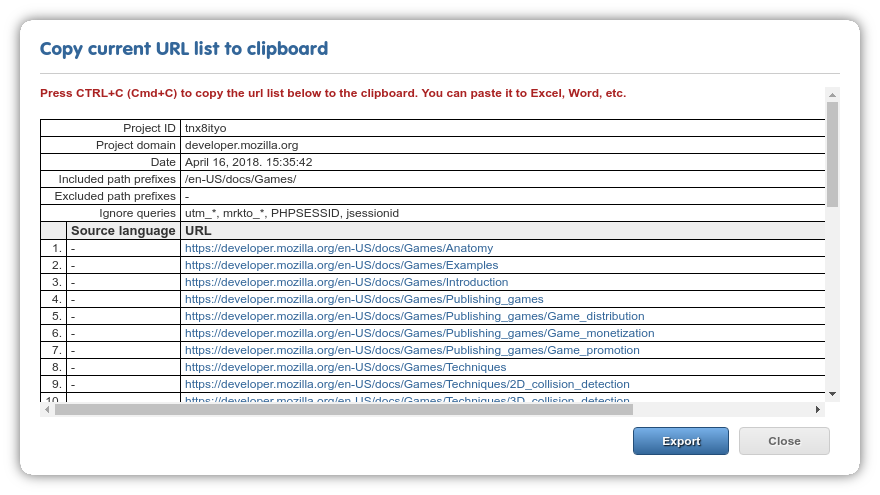 Copy current URL list to clipboard
Press CTRL+C (Cmd+C) to copy the url list below to the clipboard. You can paste it to Excel, Word, etc.
Project ID tnx8ityo
Project domain developer.mozilla.org
Date April 16, 2018. 15:35:42
Included path prefixes /en-US/docs/Games/
Excluded path prefixes -
Ignore queries utm_*, mrkto_*, PHPSESSID, jsessionid
Source language URL
1. - https://developer.mozilla.org/en-US/docs/Games/Anatomy
2. - https://developer.mozilla.org/en-US/docs/Games/Examples
3. - https://developer.mozilla.org/en-US/docs/Games/Introduction
4. - https://developer.mozilla.org/en-US/docs/Games/Publishing_games
5. - https://developer.mozilla.org/en-US/docs/Games/Publishing_games/Game_distribution
6. - https://developer.mozilla.org/en-US/docs/Games/Publishing_games/Game_monetization
7. - https://developer.mozilla.org/en-US/docs/Games/Publishing_games/Game_promotion
8. - https://developer.mozilla.org/en-US/docs/Games/Techniques
9. - https://developer.mozilla.org/en-US/docs/Games/Techniques/2D_collision_detection
10. https://developer.mozilla.org/en-US/docs/Games/Techniques/3D_collision_detection
Export Close